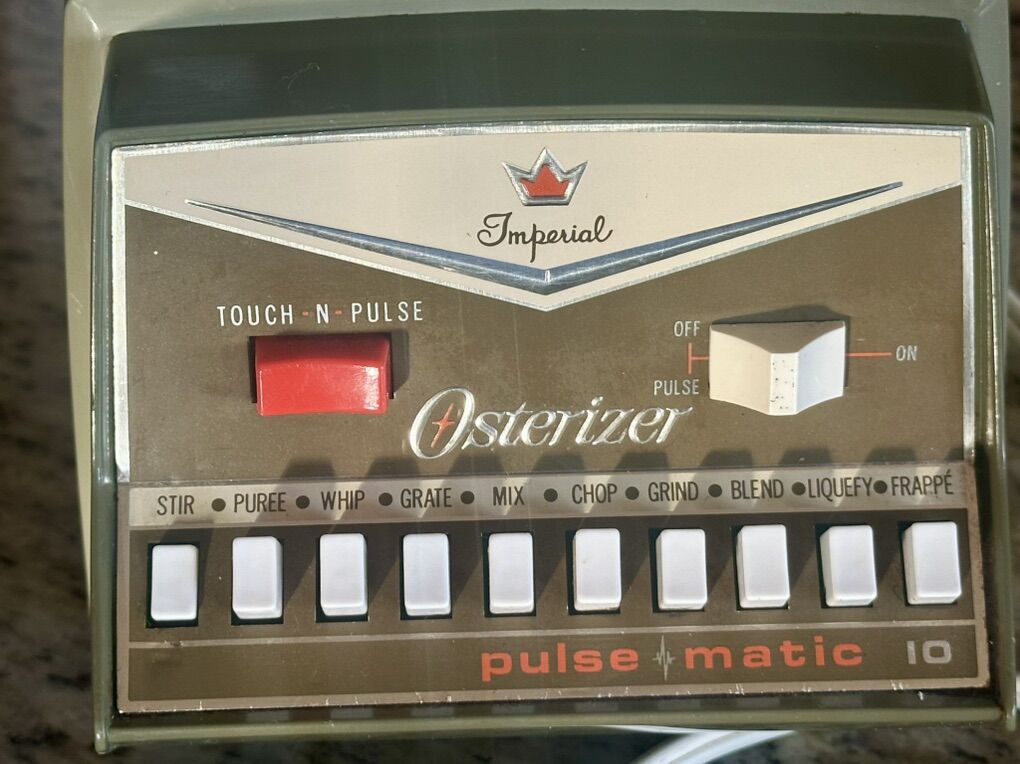 Imperial
TOUCH-N-PULSE
OFF
ON
PULSE
Osterizer
STIR • PUREE • WHIP • GRATE • MIX • CHOP • GRIND • BLEND • LIQUEFY • FRAPPÉ
pulse matic 10